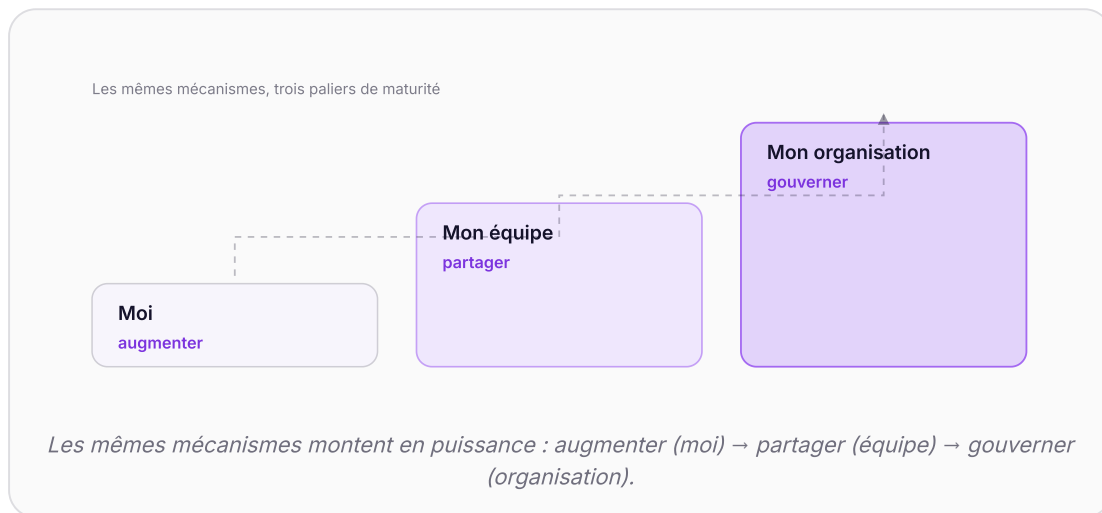 Les mêmes mécanismes, trois paliers de maturité
Mon organisation
gouverner
Mon équipe
partager
Moi
augmenter
Les mêmes mécanismes montent en puissance : augmenter (moi) → partager (équipe) → gouverner
(organisation).